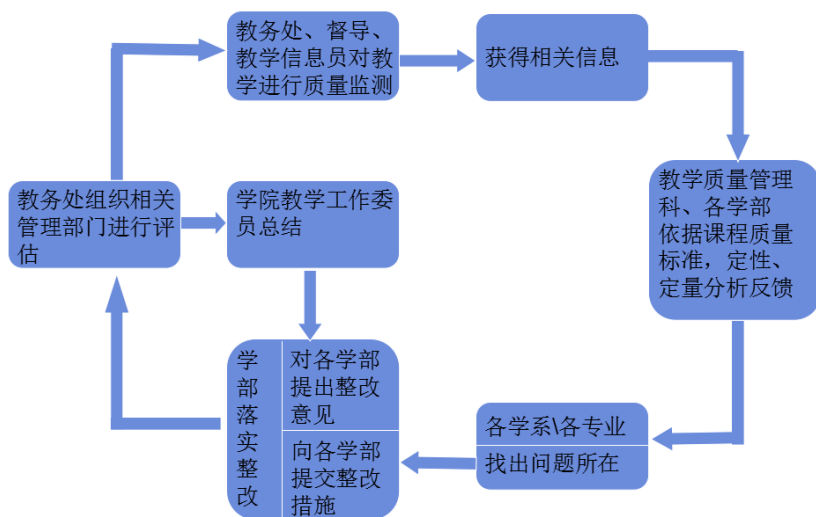 教务处、督导、
教学信息员对教
学进行质量监测
获得相关信息
教学质量管理
科、各学部
依据课程质量
标准，定性、
定量分析反馈
教务处组织相关
管理部门进行评
估
学院教学工作委
员总结
学
部
落
实
整
改
对各学部
提出整改
意见
向各学部
提交整改
措施
各学系\各专业
找出问题所在